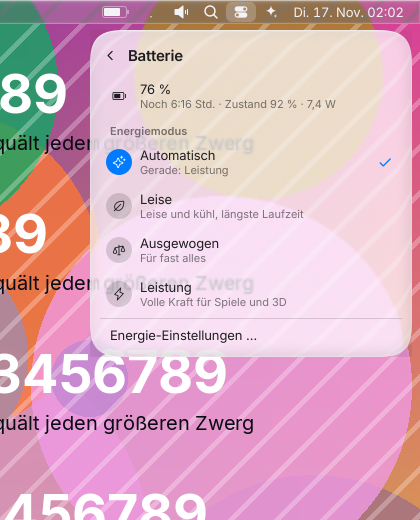 Di. 17. Nov. 02:02
Batterie
76 %
Noch 6:16 Std. · Zustand 92 % · 7,4 W
Energiemodus
Automatisch
Gerade: Leistung
Leise
Leise und kühl, längste Laufzeit
Ausgewogen
Für fast alles
Leistung
Volle Kraft für Spiele und 3D
Energie-Einstellungen ...
89
quält jeden größeren Zwerg
89
quält jeden größeren Zwerg
3456789
quält jeden größeren Zwerg
456789